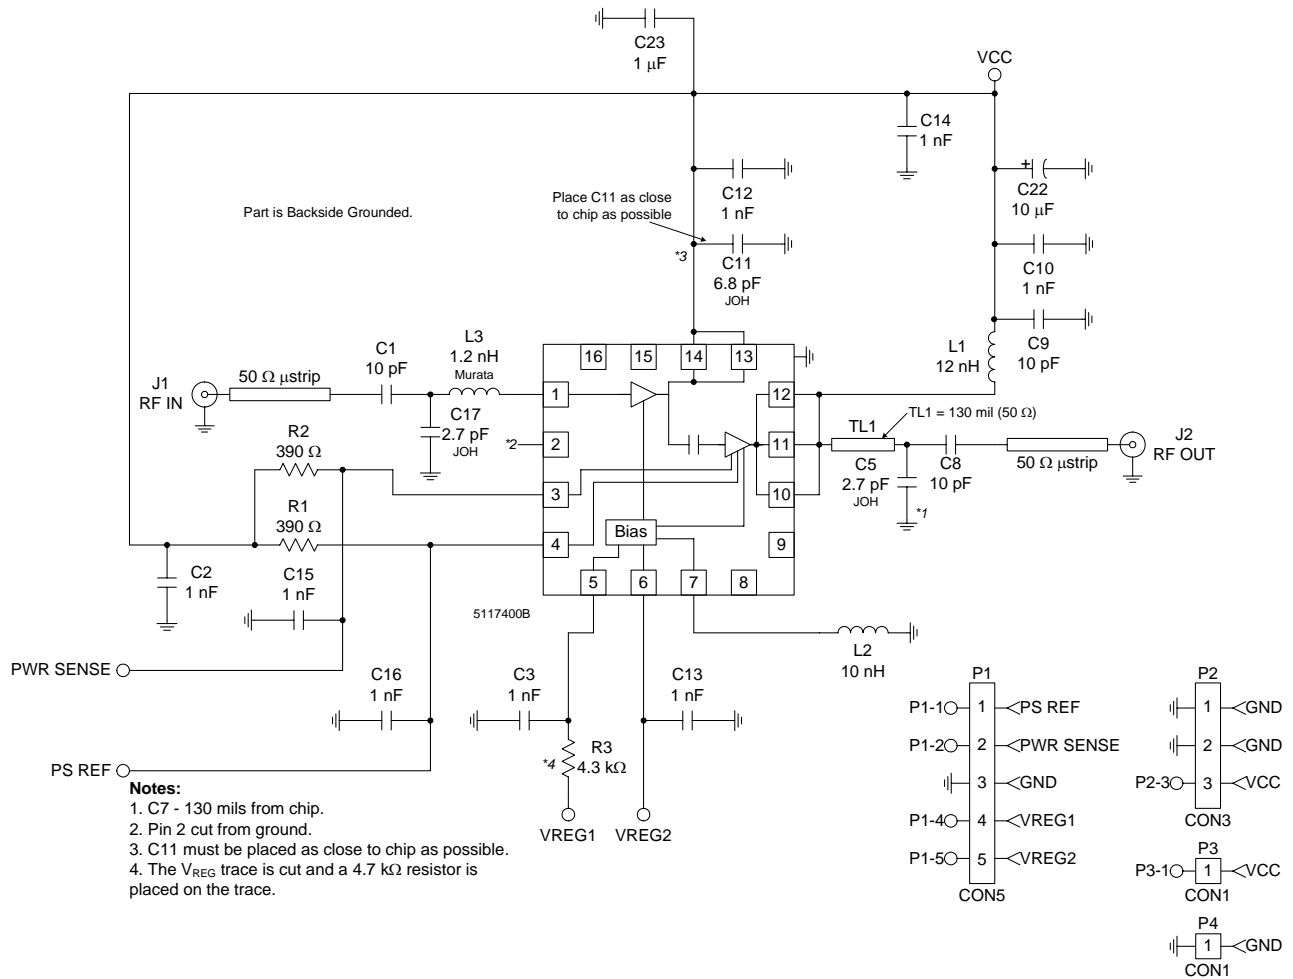 C23
1 μF
VCC
C14
1 nF
+
C22
10 μF
C12
1 nF
Place C11 as close
to chip as possible
Part is Backside Grounded.
*3
C11
6.8 pF
JOH
C10
1 nF
C9
10 pF
L1
12 nH
L3
1.2 nH
Murata
C1
10 pF
J1
RF IN
50 Ω μstrip
C17
2.7 pF
JOH
16
15
14
13
1
2
3
4
5
6
7
8
9
10
11
12
Bias
*2
TL1
TL1 = 130 mil (50 Ω)
C5
2.7 pF
JOH
*1
C8
10 pF
50 Ω μstrip
J2
RF OUT
R2
390 Ω
R1
390 Ω
C2
1 nF
C15
1 nF
5117400B
PWR SENSE
C16
1 nF
C3
1 nF
C13
1 nF
L2
10 nH
*4
R3
4.3 kΩ
PS REF
VREG1
VREG2
Notes:
1. C7 - 130 mils from chip.
2. Pin 2 cut from ground.
3. C11 must be placed as close to chip as possible.
4. The VREG trace is cut and a 4.7 kΩ resistor is
placed on the trace.
P1
P1-1 1 PS REF
P1-2 2 PWR SENSE
3 GND
P1-4 4 VREG1
P1-5 5 VREG2
CON5
P2
1 GND
2 GND
P2-3 3 VCC
CON3
P3
P3-1 1 VCC
CON1
P4
1 GND
CON1